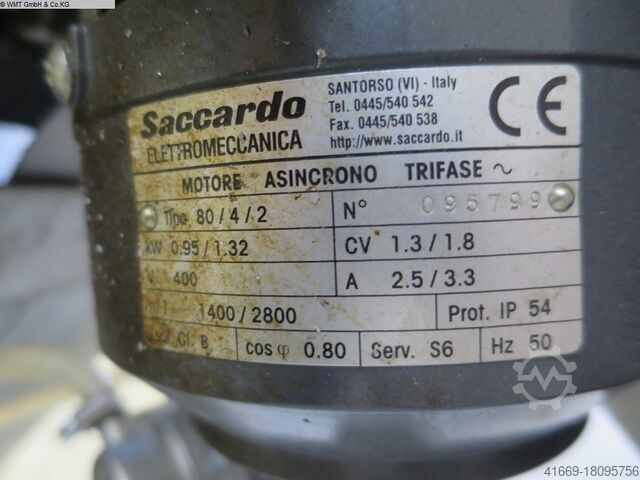 © WMT GmbH & Co.KG
Saccardo
ELETTROMECCANICA
SANTORSO (VI) - Italy
Tel. 0445/540 542
Fax. 0445/540 538
http://www.saccardo.it
CE
MOTORE ASINCRONO TRIFASE ~
Tipo 80/4/2 N° 095799
kW 0.95/1.32 CV 1.3/1.8
V 400 A 2.5/3.3
1400/2800 Prot. IP 54
Cl. B cos φ 0.80 Serv. S6 Hz 50
41669-18095756